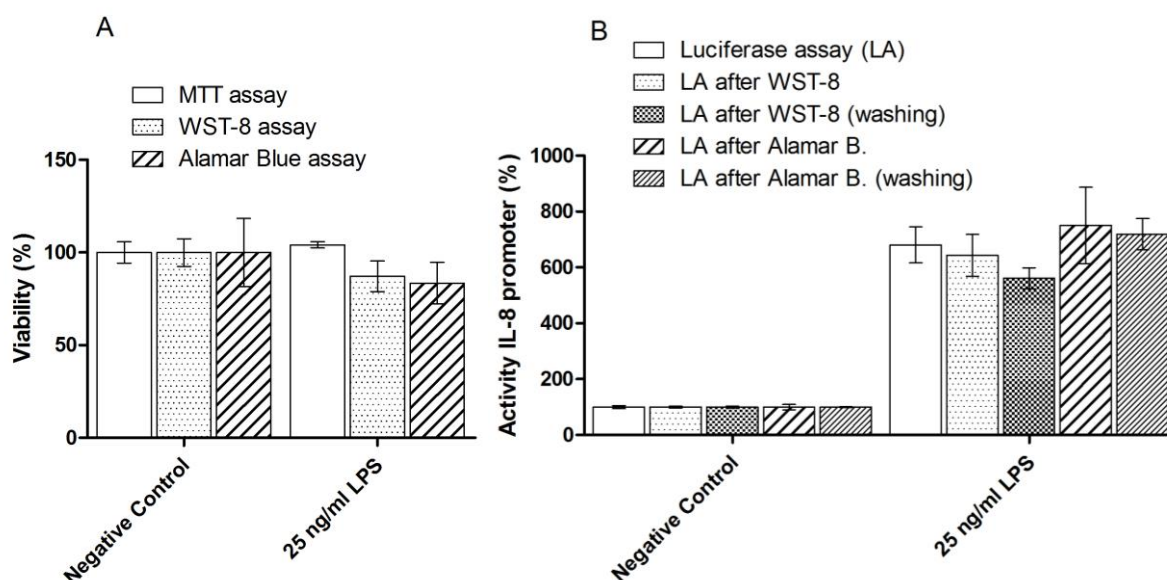 A
MTT assay
WST-8 assay
Alamar Blue assay
Viability (%)
150
100
50
0
Negative Control
25 ng/ml LPS
B
Luciferase assay (LA)
LA after WST-8
LA after WST-8 (washing)
LA after Alamar B.
LA after Alamar B. (washing)
Activity IL-8 promoter (%)
1000
800
600
400
200
0
Negative Control
25 ng/ml LPS